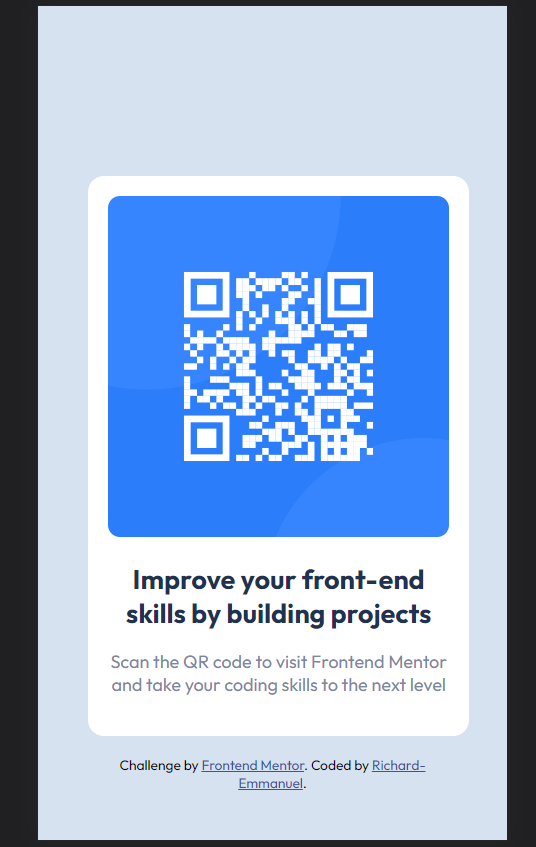 Improve your front-end
skills by building projects
Scan the QR code to visit Frontend Mentor
and take your coding skills to the next level
Challenge by Frontend Mentor. Coded by Richard-
Emmanuel.